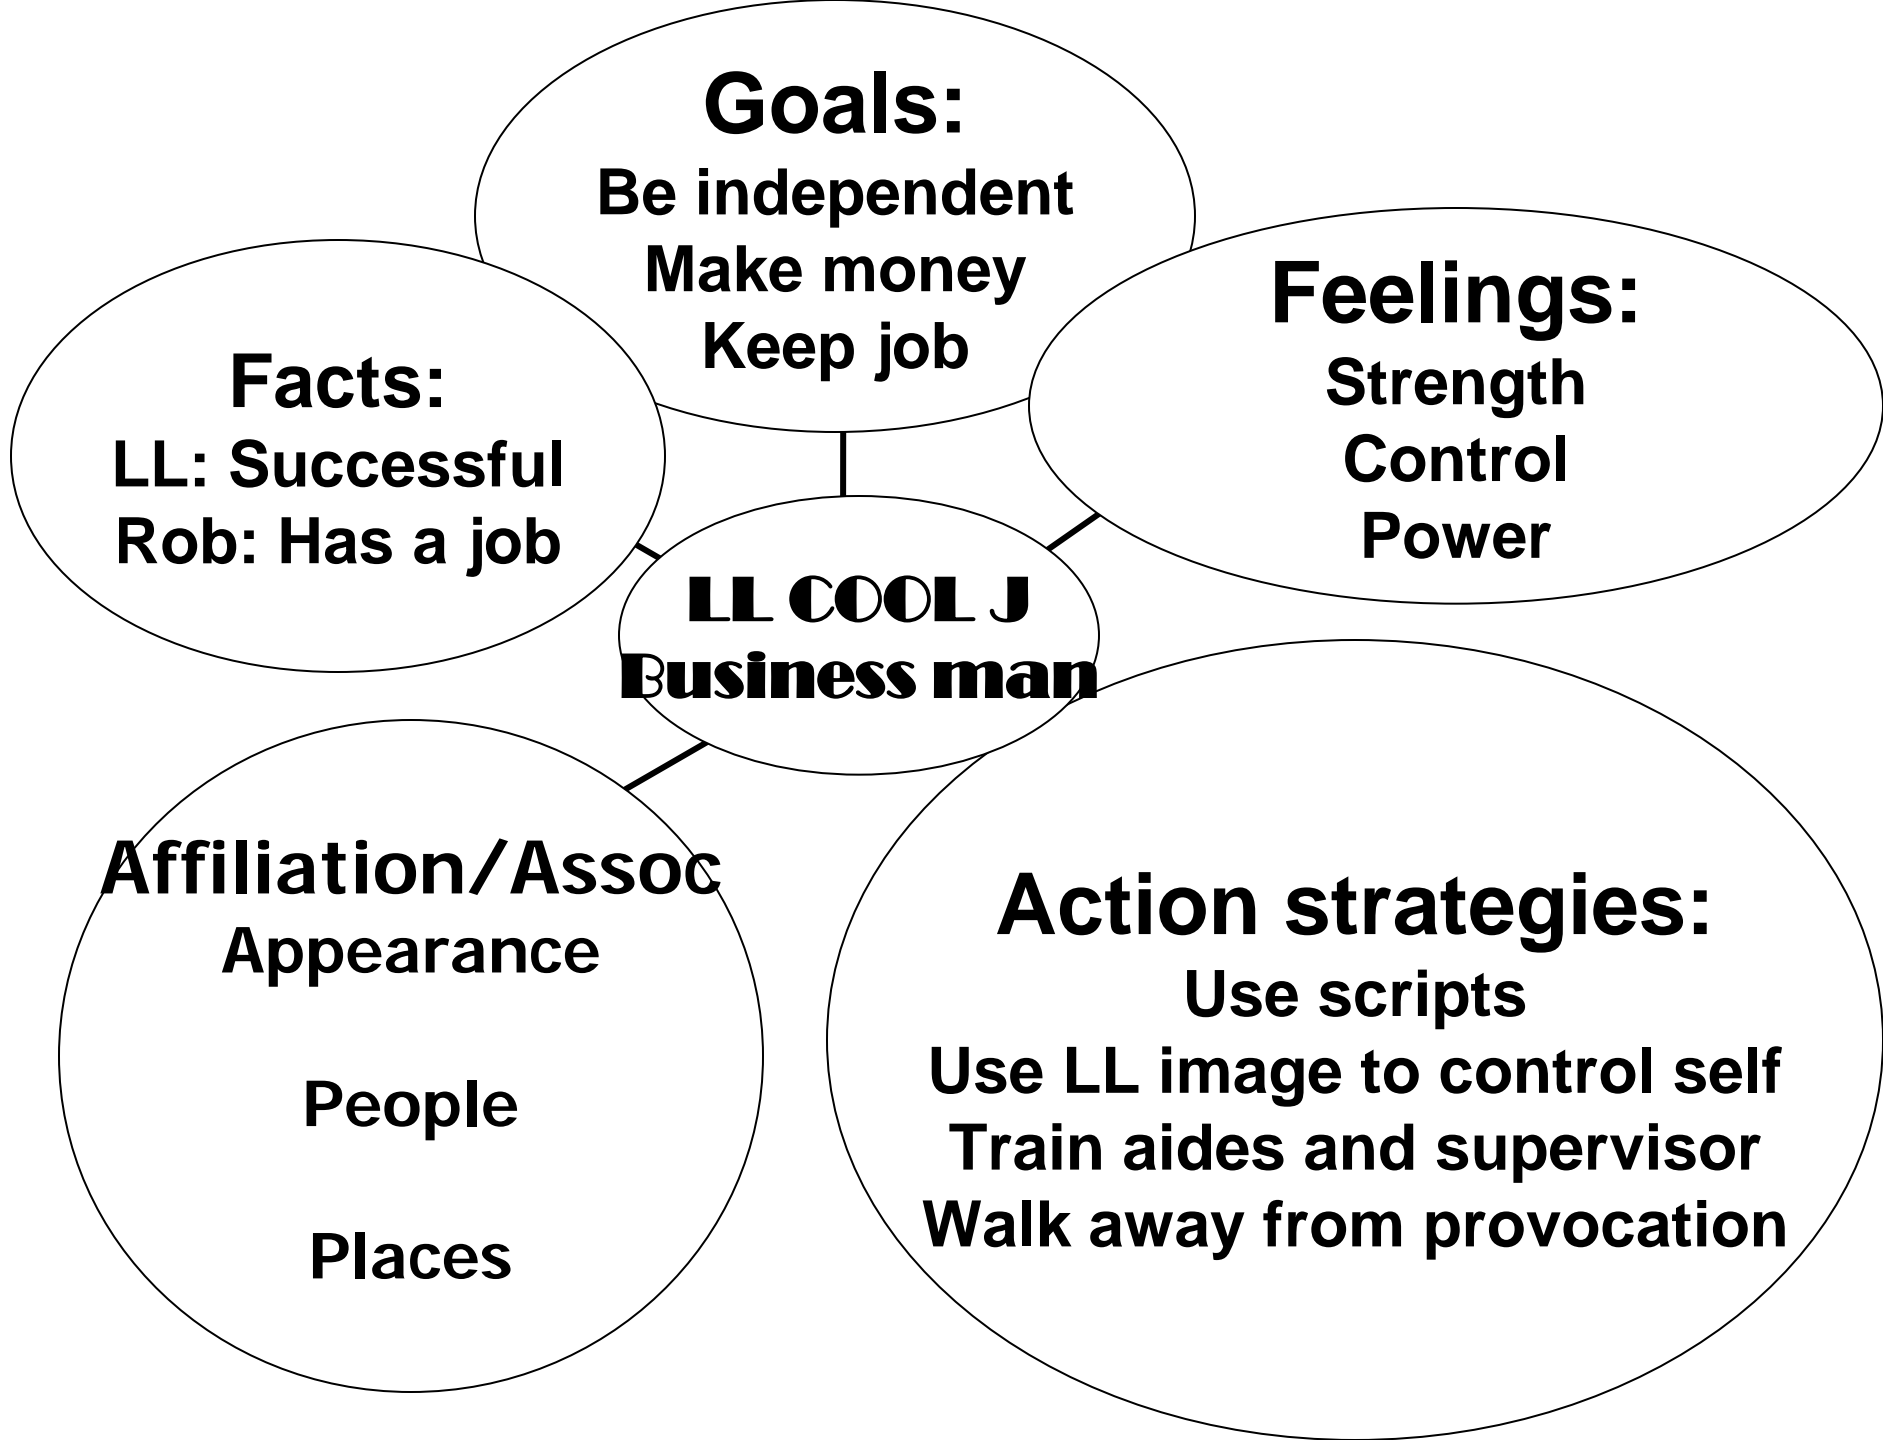 Goals:
Be independent
Make money
Keep job
Feelings:
Strength
Control
Power
Facts:
LL: Successful
Rob: Has a job
LL COOL J
Business man
Affiliation/Assoc
Appearance
People
Places
Action strategies:
Use scripts
Use LL image to control self
Train aides and supervisor
Walk away from provocation